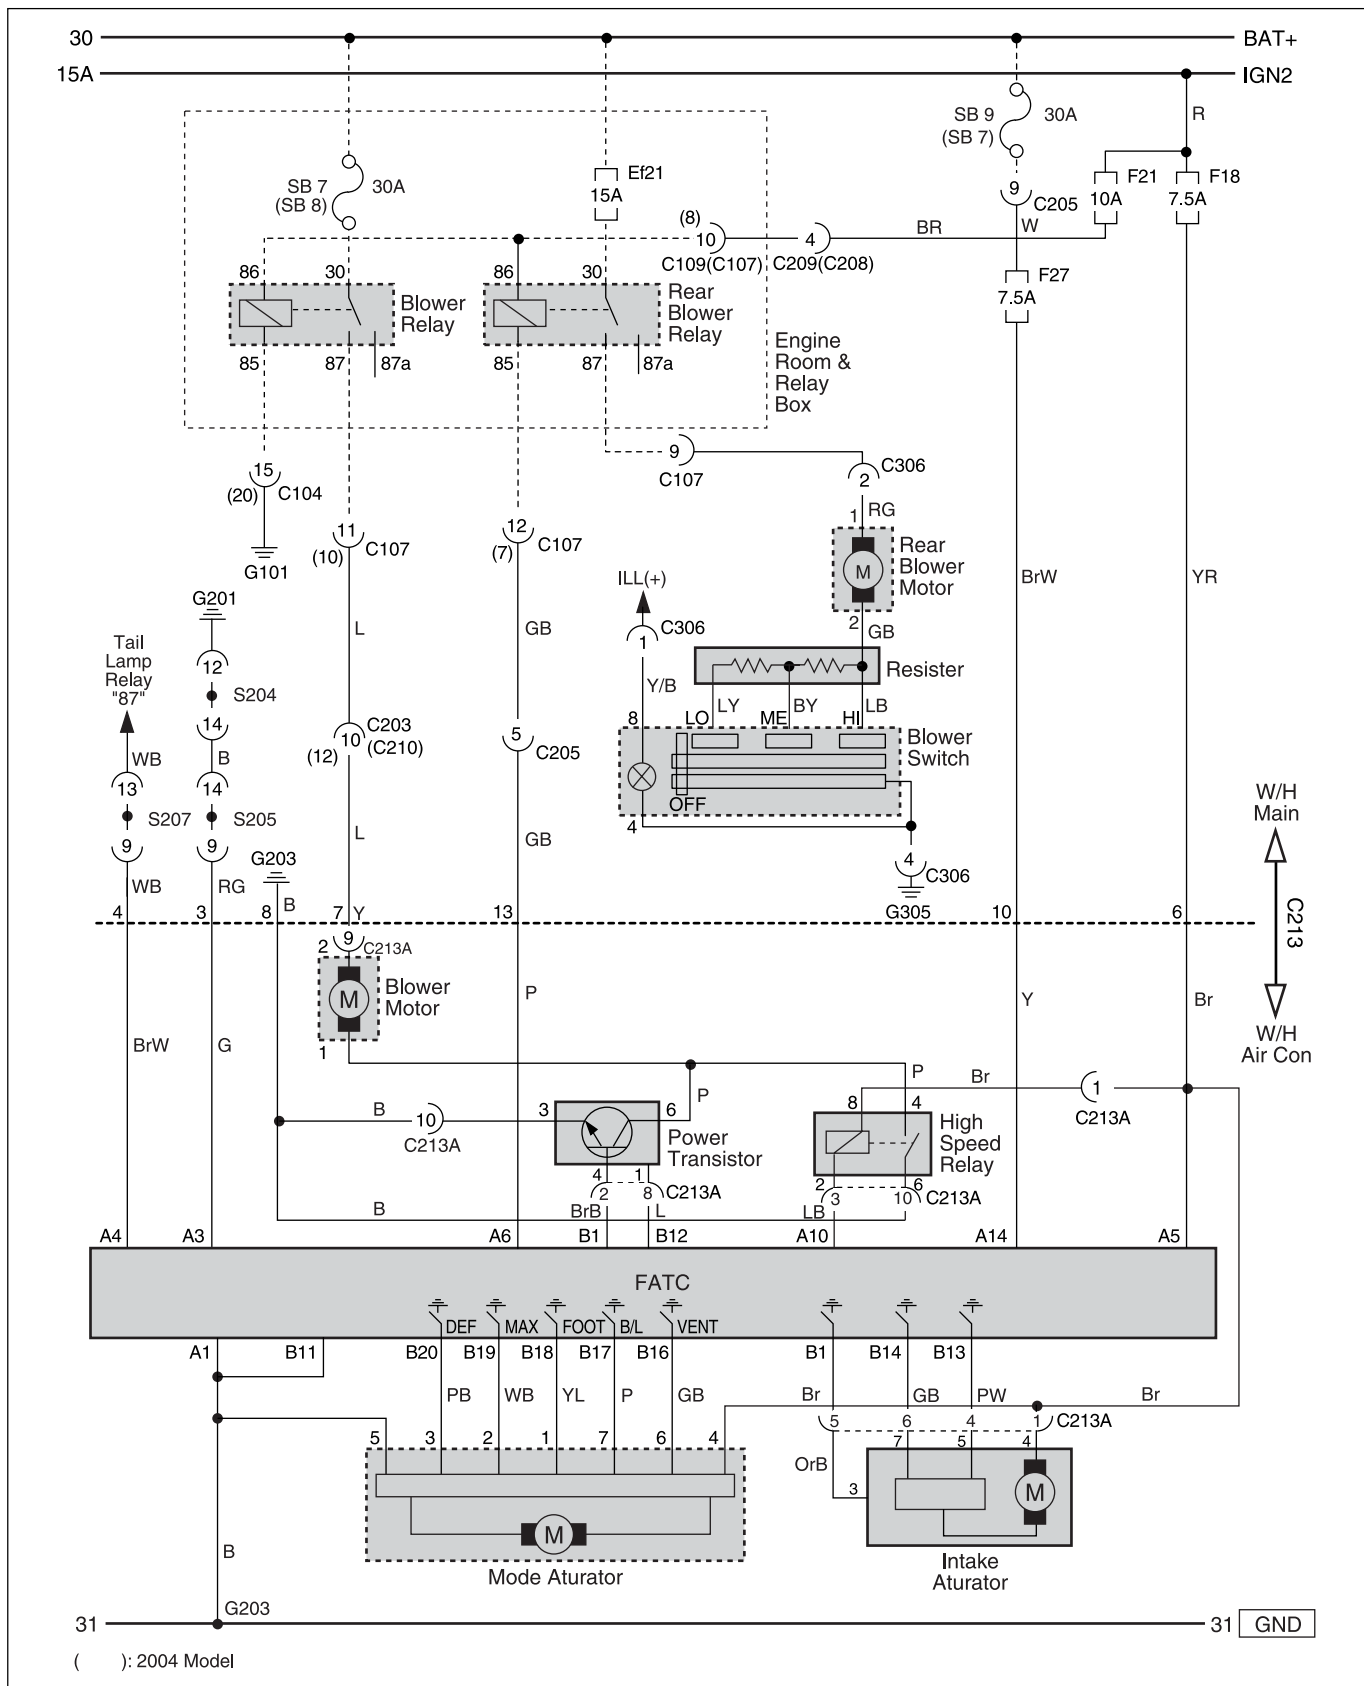 30
BAT+
15A
IGN2
SB 9
(SB 7)
30A
R
SB 7
(SB 8)
30A
Ef21
15A
F21
10A
F18
7.5A
9
C205
W
(8)
10
C109(C107)
4
C209(C208)
BR
86
30
Blower
Relay
85
87
87a
86
30
Rear
Blower
Relay
85
87
87a
F27
7.5A
Engine
Room &
Relay
Box
9
C107
C306
2
15
(20)
C104
G101
11
(10)
C107
12
(7)
C107
1
RG
Rear
Blower
Motor
M
2
GB
BrW
YR
ILL(+)
C306
1
Y/B
Resister
LY
BY
LB
8
LO
ME
HI
Blower
Switch
OFF
4
4
C306
G305
G201
12
S204
14
B
14
S205
9
RG
Tail
Lamp
Relay
"87"
WB
13
S207
9
WB
L
C203
(C210)
10
(12)
L
GB
5
C205
GB
G203
B
W/H
Main
C213
W/H
Air Con
4
3
8
7
Y
13
10
6
9
C213A
2
Blower
Motor
M
1
BrW
G
P
Y
Br
P
P
Br
1
C213A
B
10
C213A
3
6
Power
Transistor
4
1
2
8
C213A
BrB
L
8
4
High
Speed
Relay
2
6
3
10
C213A
LB
B
A4
A3
A6
B1
B12
A10
A14
A5
FATC
DEF
MAX
FOOT
B/L
VENT
A1
B11
B20
B19
B18
B17
B16
B1
B14
B13
PB
WB
YL
P
GB
Br
GB
PW
Br
5
6
4
1
C213A
5
3
2
1
7
6
4
7
5
4
OrB
3
M
M
Mode Aturator
Intake
Aturator
B
G203
31
31
GND
( ): 2004 Model